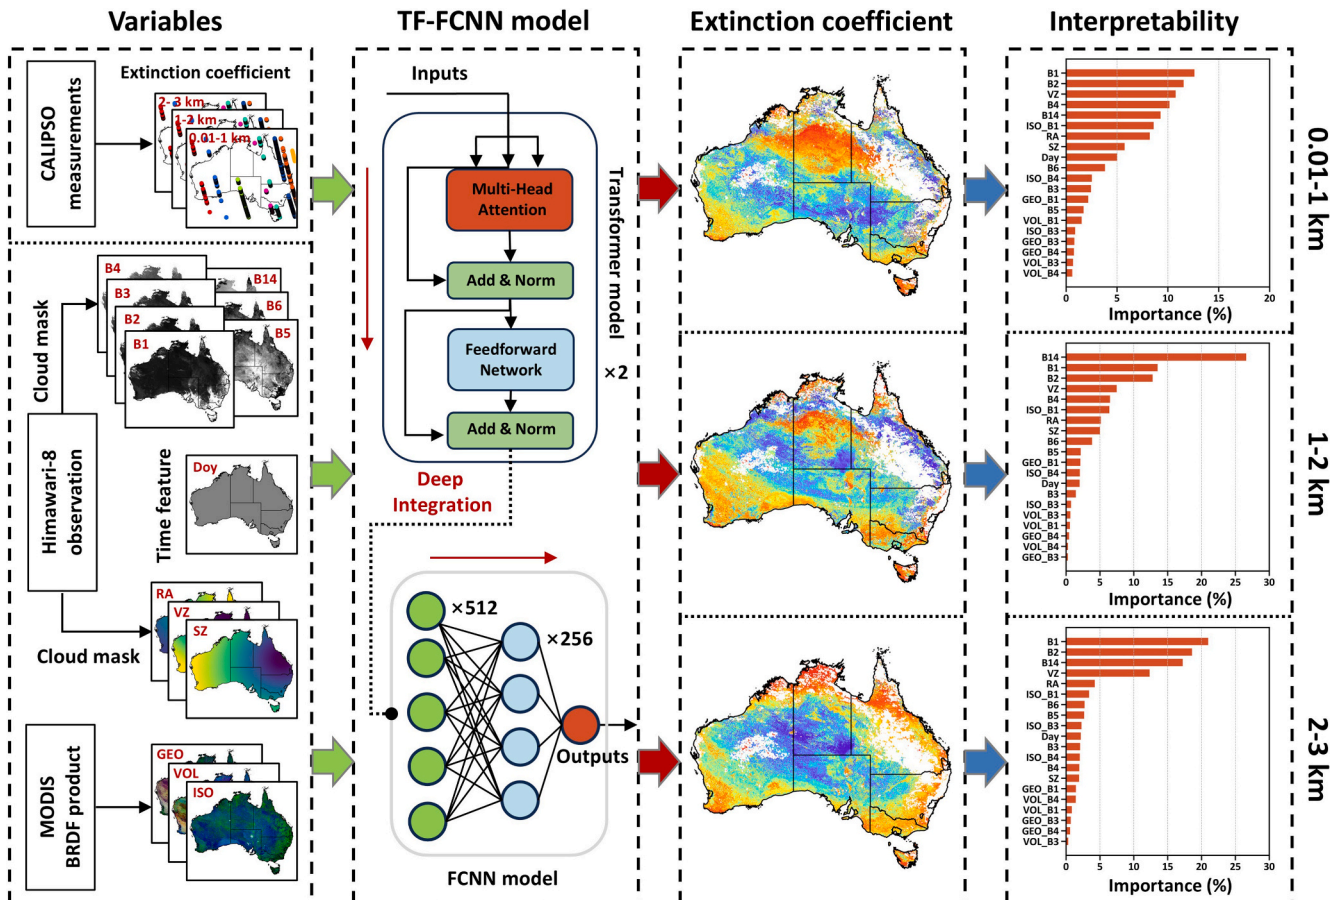 Variables
TF-FCNN model
Extinction coefficient
Interpretability
CALIPSO
measurements
Extinction coefficient
2- 3 km
1-2 km
0.01-1 km
Cloud mask
B4
B3
B2
B1
B14
B6
B5
Himawari-8
observation
Time feature
Doy
Cloud mask
RA
VZ
SZ
MODIS
BRDF product
GEO
VOL
ISO
Inputs
Multi-Head
Attention
Add & Norm
Feedforward
Network
Add & Norm
Transformer model
×2
Deep
Integration
×512
×256
Outputs
FCNN model
B1
B2
VZ
B4
B14
ISO_B1
RA
SZ
Day
B6
ISO_B4
B3
GEO_B1
B5
VOL_B1
ISO_B3
GEO_B3
GEO_B4
VOL_B3
VOL_B4
0 5 10 15 20
Importance (%)
0.01-1 km
B14
B1
B2
VZ
B4
ISO_B1
RA
SZ
B6
B5
GEO_B1
ISO_B4
Day
B3
ISO_B3
VOL_B3
VOL_B1
GEO_B4
VOL_B4
GEO_B3
0 5 10 15 20 25 30
Importance (%)
1-2 km
B1
B2
B14
VZ
RA
ISO_B1
B6
B5
ISO_B3
Day
B3
ISO_B4
B4
SZ
GEO_B1
VOL_B4
VOL_B1
GEO_B3
GEO_B4
VOL_B3
0 5 10 15 20 25 30
Importance (%)
2-3 km